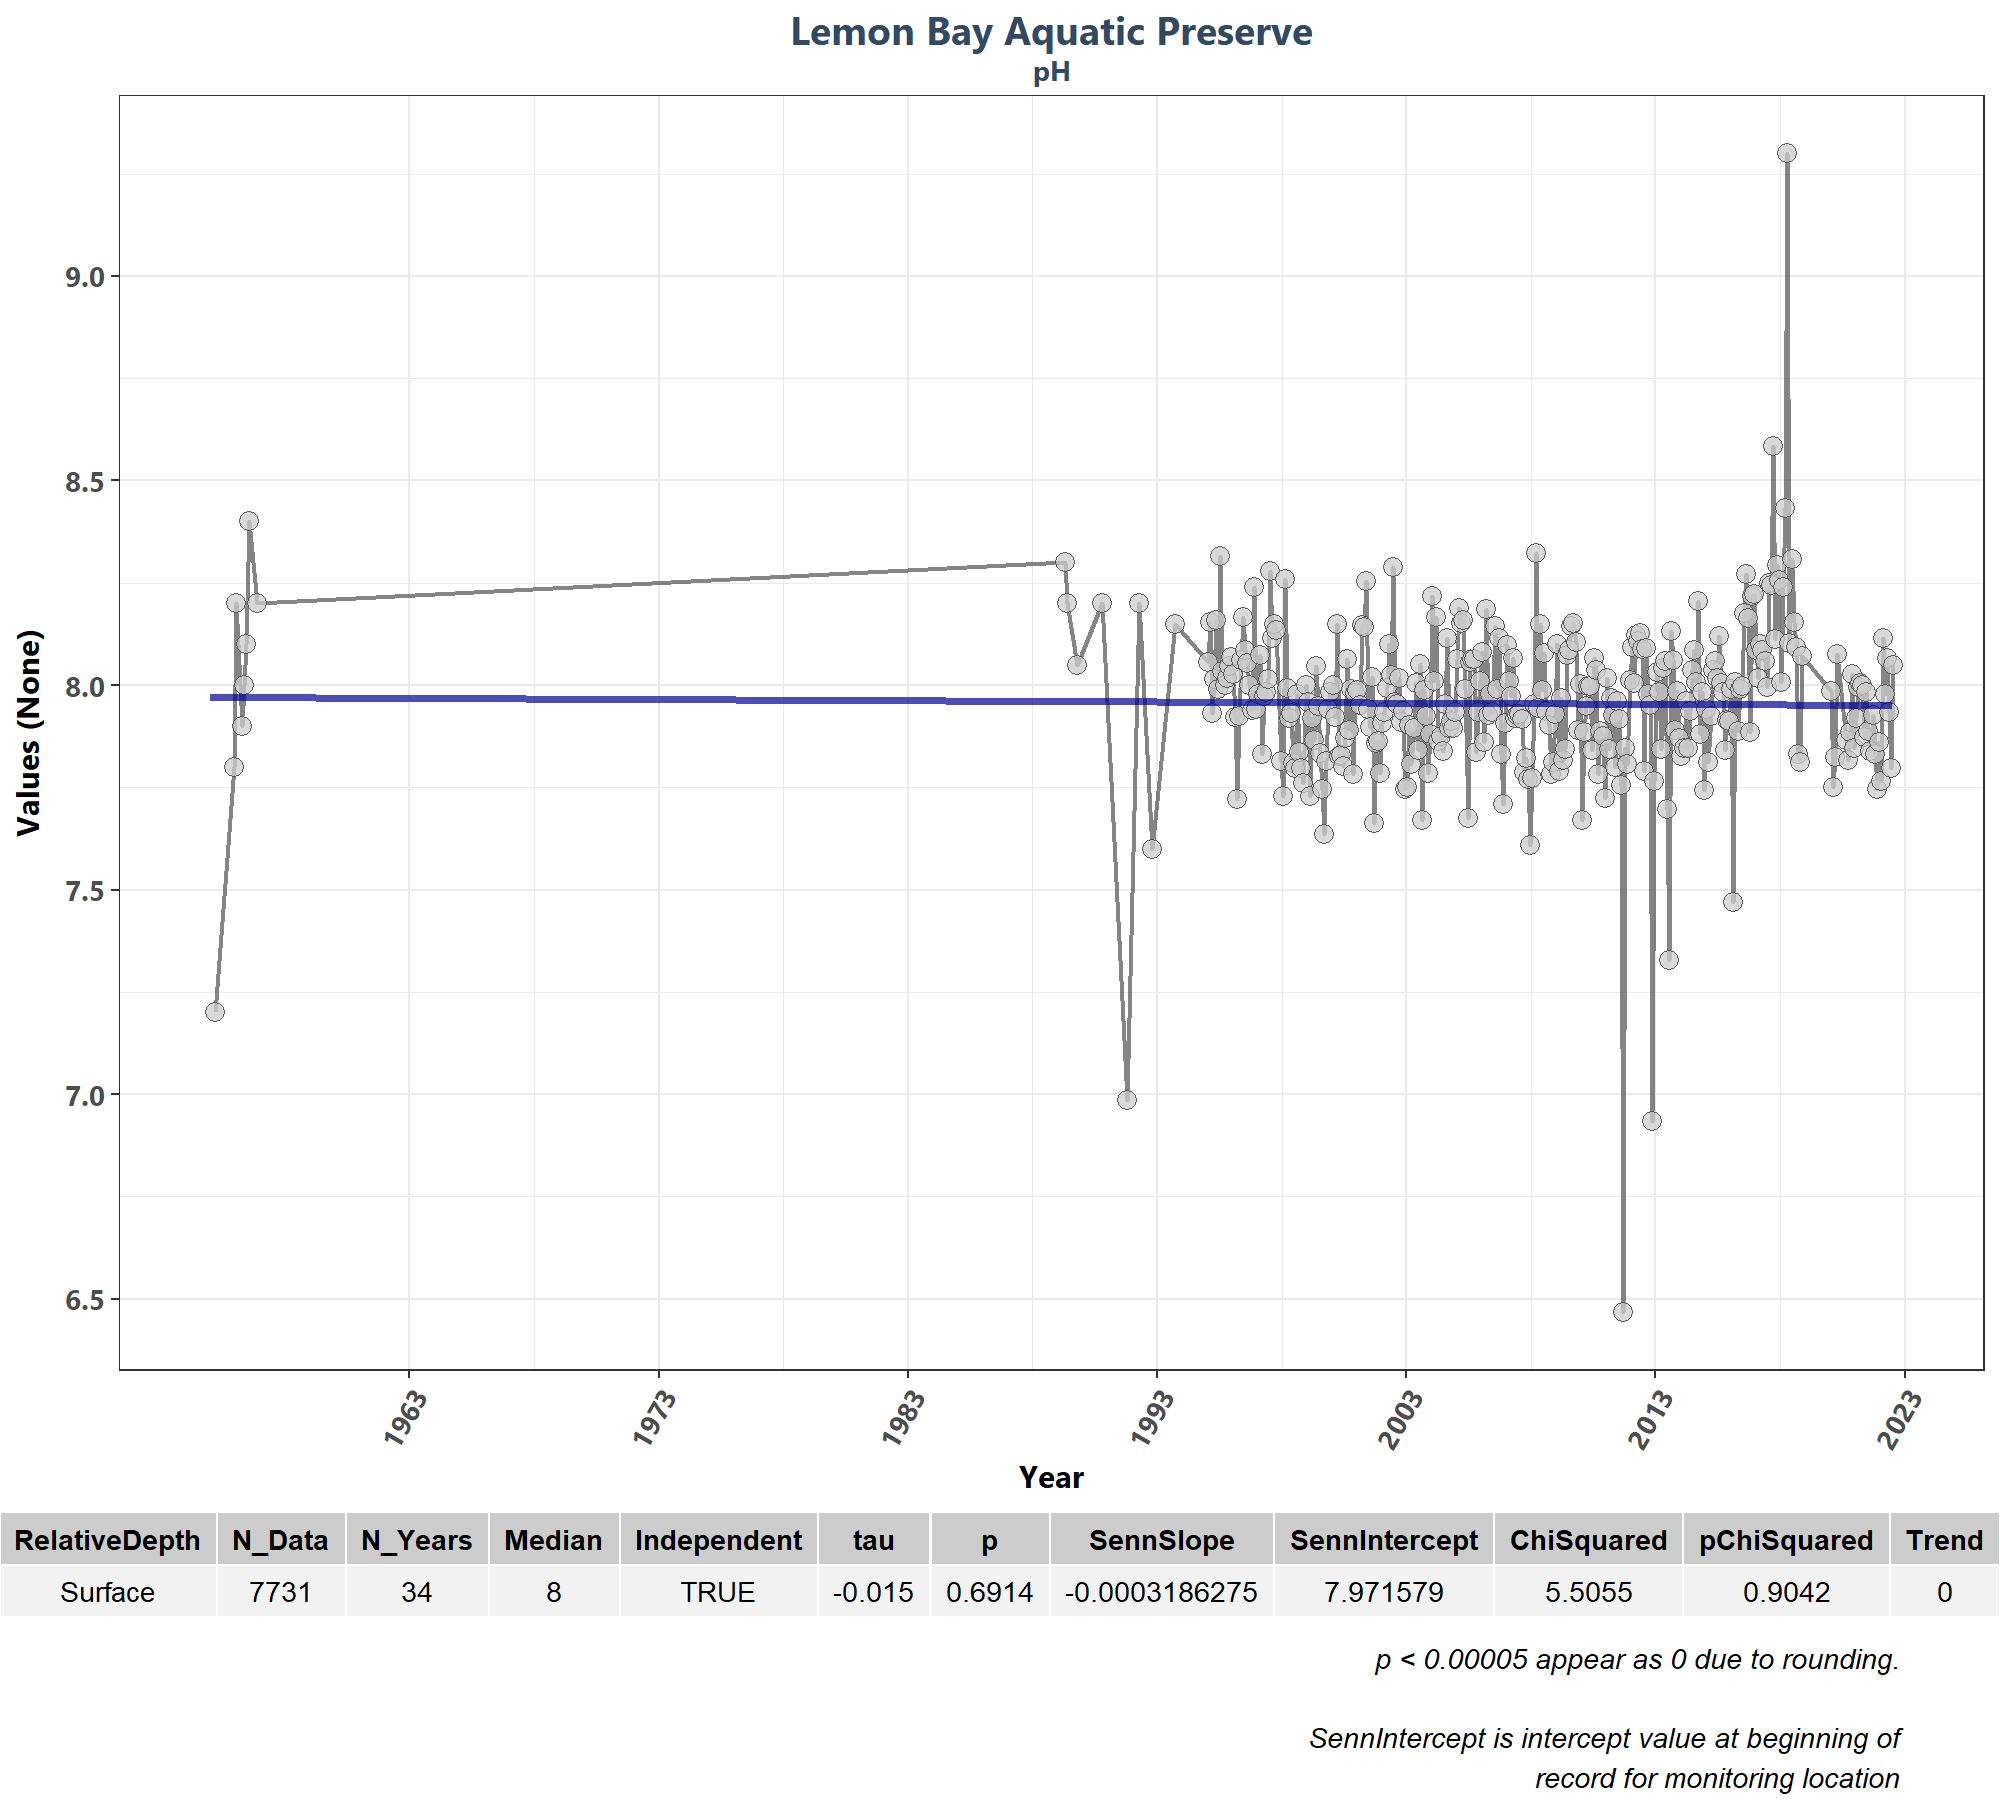 Lemon Bay Aquatic Preserve
pH
Values (None)
9.0
8.5
8.0
7.5
7.0
6.5
1963 1973 1983 1993 2003 2013 2023
Year
RelativeDepth N_Data N_Years Median Independent tau p SennSlope SennIntercept ChiSquared pChiSquared Trend
Surface 7731 34 8 TRUE -0.015 0.6914 -0.0003186275 7.971579 5.5055 0.9042 0
p < 0.00005 appear as 0 due to rounding.
SennIntercept is intercept value at beginning of
record for monitoring location